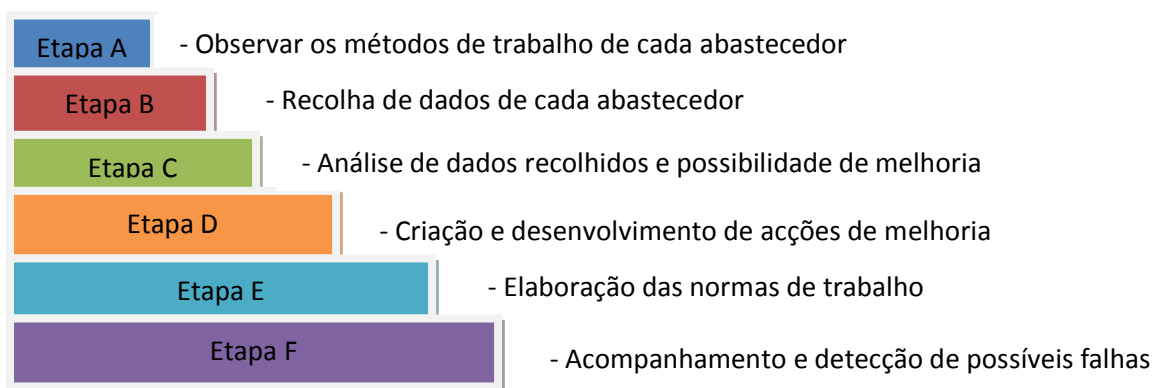 Etapa A - Observar os métodos de trabalho de cada abastecedor
Etapa B - Recolha de dados de cada abastecedor
Etapa C - Análise de dados recolhidos e possibilidade de melhoria
Etapa D - Criação e desenvolvimento de acções de melhoria
Etapa E - Elaboração das normas de trabalho
Etapa F - Acompanhamento e detecção de possíveis falhas